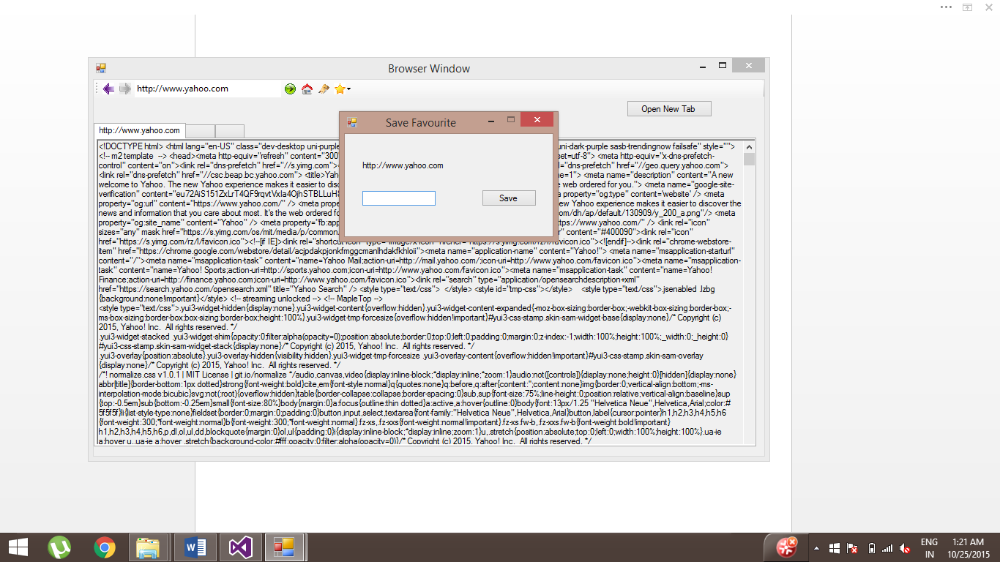 Browser Window
http://www.yahoo.com
Open New Tab
Save Favourite
http://www.yahoo.com
http://www.yahoo.com
Save
<!DOCTYPE html> <html lang="en-US" class="dev-desktop uni-purple uni-dark-purple sasb-trendingnow failsafe" style="">
<!-- m2 template --> <head><meta http-equiv="refresh" content="300 set=utf-8"> <meta http-equiv="x-dns-prefetch-
control" content="on"><link rel="dns-prefetch" href="//s.yimg.com"> rel="dns-prefetch" href="//geo.query.yahoo.com">
<link rel="dns-prefetch" href="//csc.beap.bc.yahoo.com"> <title>Yah =1"> <meta name="description" content="A new
welcome to Yahoo. The new Yahoo experience makes it easier to disc web ordered for you."> <meta name="google-site-
property="og:type" content='website' /> <meta
property="og:url" content="https://www.yahoo.com/" /> <meta new Yahoo experience makes it easier to discover the
news and information that you care about most. It's the web ordered fo com/dh/ap/default/130909/y_200_a.png"/> <meta
property="og:site_name" content="Yahoo" /> <meta property="fb:app ttps://www.yahoo.com/" /> <link rel="icon"
sizes="any" mask href="https://s.yimg.com/os/mit/media/p/common/ content="#400090"><link rel="icon"
href="https://s.yimg.com/rz/l/favicon.ico"><!--[if IE]><link rel="shortcut href="https://s.yimg.com/rz/l/favicon.ico"><![endif]--><link rel="chrome-webstore-
item" href="https://chrome.google.com/webstore/detail/acjpdakpjonkfmggcmanlhdakfkhloii"><meta name="application-name" content="Yahoo!"> <meta name="msapplication-starturl"
content="/"><meta name="msapplication-task" content="name=Yahoo Mail;action-uri=http://mail.yahoo.com/;icon-uri=http://www.yahoo.com/favicon.ico"><meta name="msapplication-
task" content="name=Yahoo! Sports;action-uri=http://sports.yahoo.com;icon-uri=http://www.yahoo.com/favicon.ico"><meta name="msapplication-task" content="name=Yahoo!
Finance;action-uri=http://finance.yahoo.com;icon-uri=http://www.yahoo.com/favicon.ico"><link rel="search" type="application/opensearchdescription+xml"
href="https://search.yahoo.com/opensearch.xml" title="Yahoo Search" /> <style type="text/css"> </style> <style id="tmp-css"></style> <style type="text/css">.jsenabled .lzbg
{background:none!important}</style> <!-- streaming unlocked --> <!-- MapleTop -->
<style type="text/css">.yui3-widget-hidden{display:none}.yui3-widget-content{overflow:hidden}.yui3-widget-content-expanded{-moz-box-sizing:border-box;-webkit-box-sizing:border-box;-
ms-box-sizing:border-box;box-sizing:border-box;height:100%}.yui3-widget-tmp-forcesize{overflow:hidden!important}#yui3-css-stamp.skin-sam-widget-base{display:none}/* Copyright (c)
2015, Yahoo! Inc. All rights reserved. */
.yui3-widget-stacked .yui3-widget-shim{opacity:0;filter:alpha(opacity=0);position:absolute;border:0;top:0;left:0;padding:0;margin:0;z-index:-1;width:100%;height:100%;_width:0;_height:0}
#yui3-css-stamp.skin-sam-widget-stack{display:none}/* Copyright (c) 2015, Yahoo! Inc. All rights reserved. */
.yui3-overlay{position:absolute}.yui3-overlay-hidden{visibility:hidden}.yui3-widget-tmp-forcesize .yui3-overlay-content{overflow:hidden!important}#yui3-css-stamp.skin-sam-overlay
{display:none}/* Copyright (c) 2015, Yahoo! Inc. All rights reserved. */
/*! normalize.css v1.0.1 | MIT License | git.io/normalize */audio,canvas,video{display:inline-block;*display:inline;*zoom:1}audio:not([controls]){display:none;height:0}[hidden]{display:none}
abbr[title]{border-bottom:1px dotted}strong{font-weight:bold}cite,em{font-style:normal}q{quotes:none}q:before,q:after{content:'';content:none}img{border:0;vertical-align:bottom;-ms-
interpolation-mode:bicubic}svg:not(:root){overflow:hidden}table{border-collapse:collapse;border-spacing:0}sub,sup{font-size:75%;line-height:0;position:relative;vertical-align:baseline}sup
{top:-0.5em}sub{bottom:-0.25em}small{font-size:80%}body{margin:0}a:focus{outline:thin dotted}a:active,a:hover{outline:0}body{font:13px/1.25 "Helvetica Neue",Helvetica,Arial;color:#
5f5f5f}li{list-style-type:none}fieldset{border:0;margin:0;padding:0}button,input,select,textarea{font-family:"Helvetica Neue",Helvetica,Arial}button,label{cursor:pointer}h1,h2,h3,h4,h5,h6
{font-weight:300;*font-weight:normal}b{font-weight:300;*font-weight:normal}.fz-xs,.fz-xxs{font-weight:normal!important}.fz-xs.fw-b,.fz-xxs.fw-b{font-weight:bold!important}
h1,h2,h3,h4,h5,h6,p,dl,ol,ul,dd,blockquote{margin:0}ol,ul{padding:0}i{display:inline-block;*display:inline;zoom:1}u,.stretch{position:absolute;top:0;left:0;width:100%;height:100%}.ua-ie
a:hover u,.ua-ie a:hover .stretch{background-color:#fff;opacity:0;filter:alpha(opacity=0)}/* Copyright (c) 2015, Yahoo! Inc. All rights reserved. */
ENG
IN
1:21 AM
10/25/2015